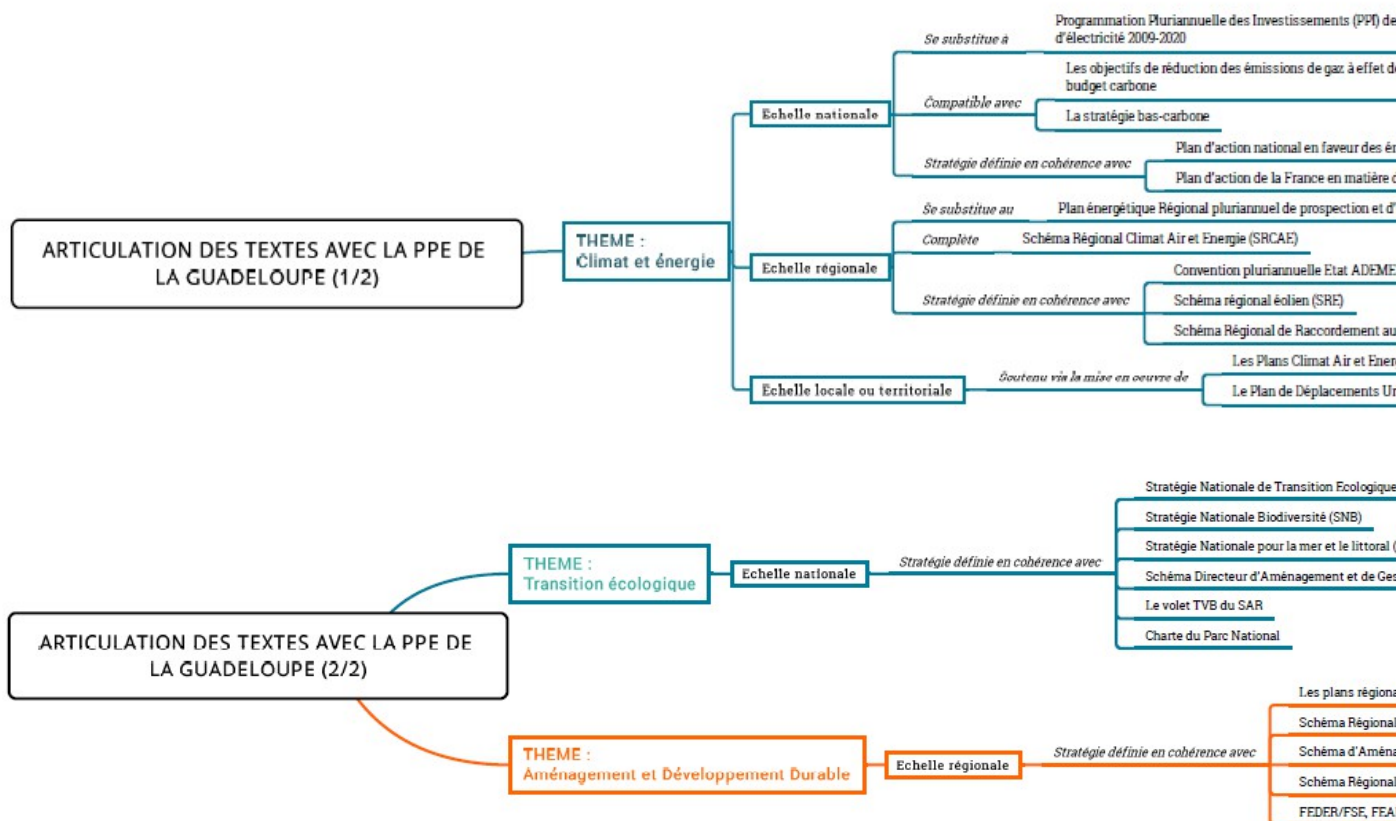 ARTICULATION DES TEXTES AVEC LA PPE DE
LA GUADELOUPE (1/2)
THEME :
Climat et énergie
Echelle nationale
Se substitue à
Programmation Pluriannuelle des Investissements (PPI) de
d'électricité 2009-2020
Compatible avec
Les objectifs de réduction des émissions de gaz à effet de
budget carbone
La stratégie bas-carbone
Stratégie définie en cohérence avec
Plan d'action national en faveur des
Plan d'action de la France en matière
Echelle régionale
Se substitue au
Plan énergétique Régional pluriannuel de prospection et d'
Complète
Schéma Régional Climat Air et Energie (SRCAE)
Stratégie définie en cohérence avec
Convention pluriannuelle Etat ADEME
Schéma régional éolien (SRE)
Schéma Régional de Raccordement au
Echelle locale ou territoriale
Soutenu via la mise en oeuvre de
Les Plans Climat Air et
Le Plan de Déplacements
ARTICULATION DES TEXTES AVEC LA PPE DE
LA GUADELOUPE (2/2)
THEME :
Transition écologique
Echelle nationale
Stratégie définie en cohérence avec
Stratégie Nationale de Transition Ecologique
Stratégie Nationale Biodiversité (SNB)
Stratégie Nationale pour la mer et le littoral (
Schéma Directeur d'Aménagement et de
Le volet TVB du SAR
Charte du Parc National
THEME :
Aménagement et Développement Durable
Echelle régionale
Stratégie définie en cohérence avec
Les plans
Schéma Régional
Schéma
Schéma Régional
FEDER/FSE,